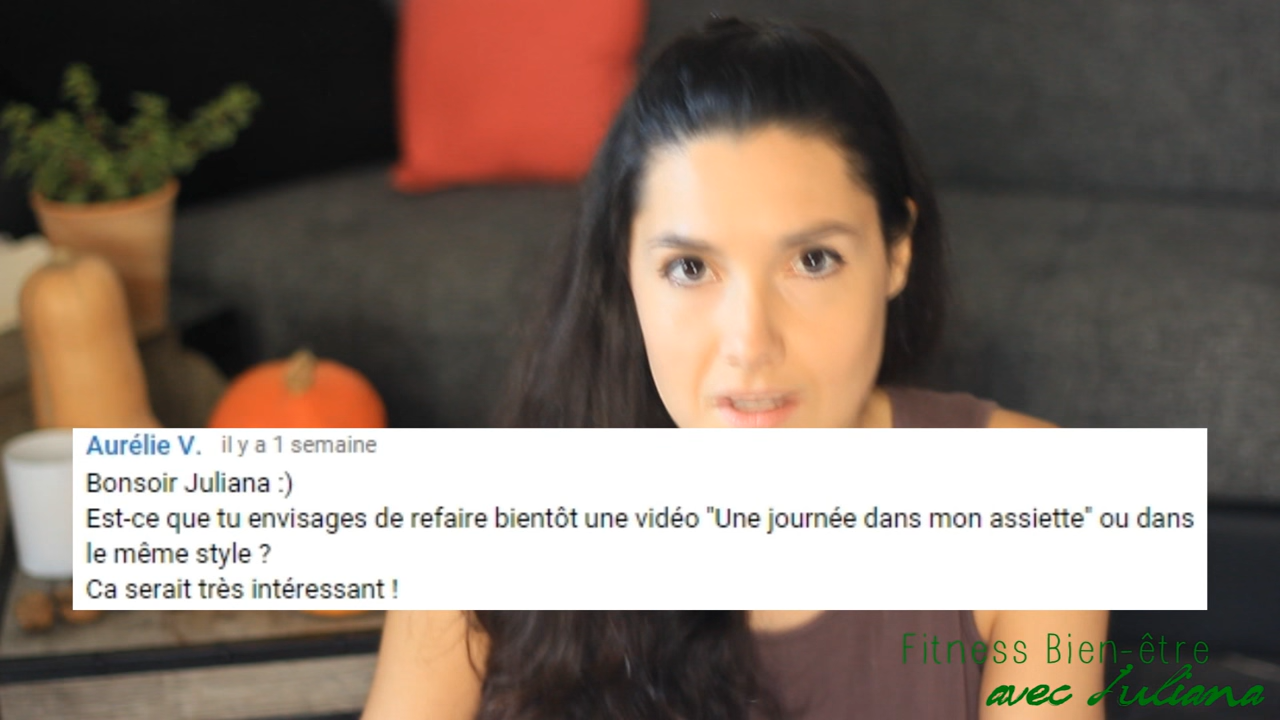 Aurélie V. il y a 1 semaine
Bonsoir Juliana :)
Est-ce que tu envisages de refaire bientôt une vidéo "Une journée dans mon assiette" ou dans
le même style ?
Ca serait très intéressant !
Fitness Bien-être
avec Juliana